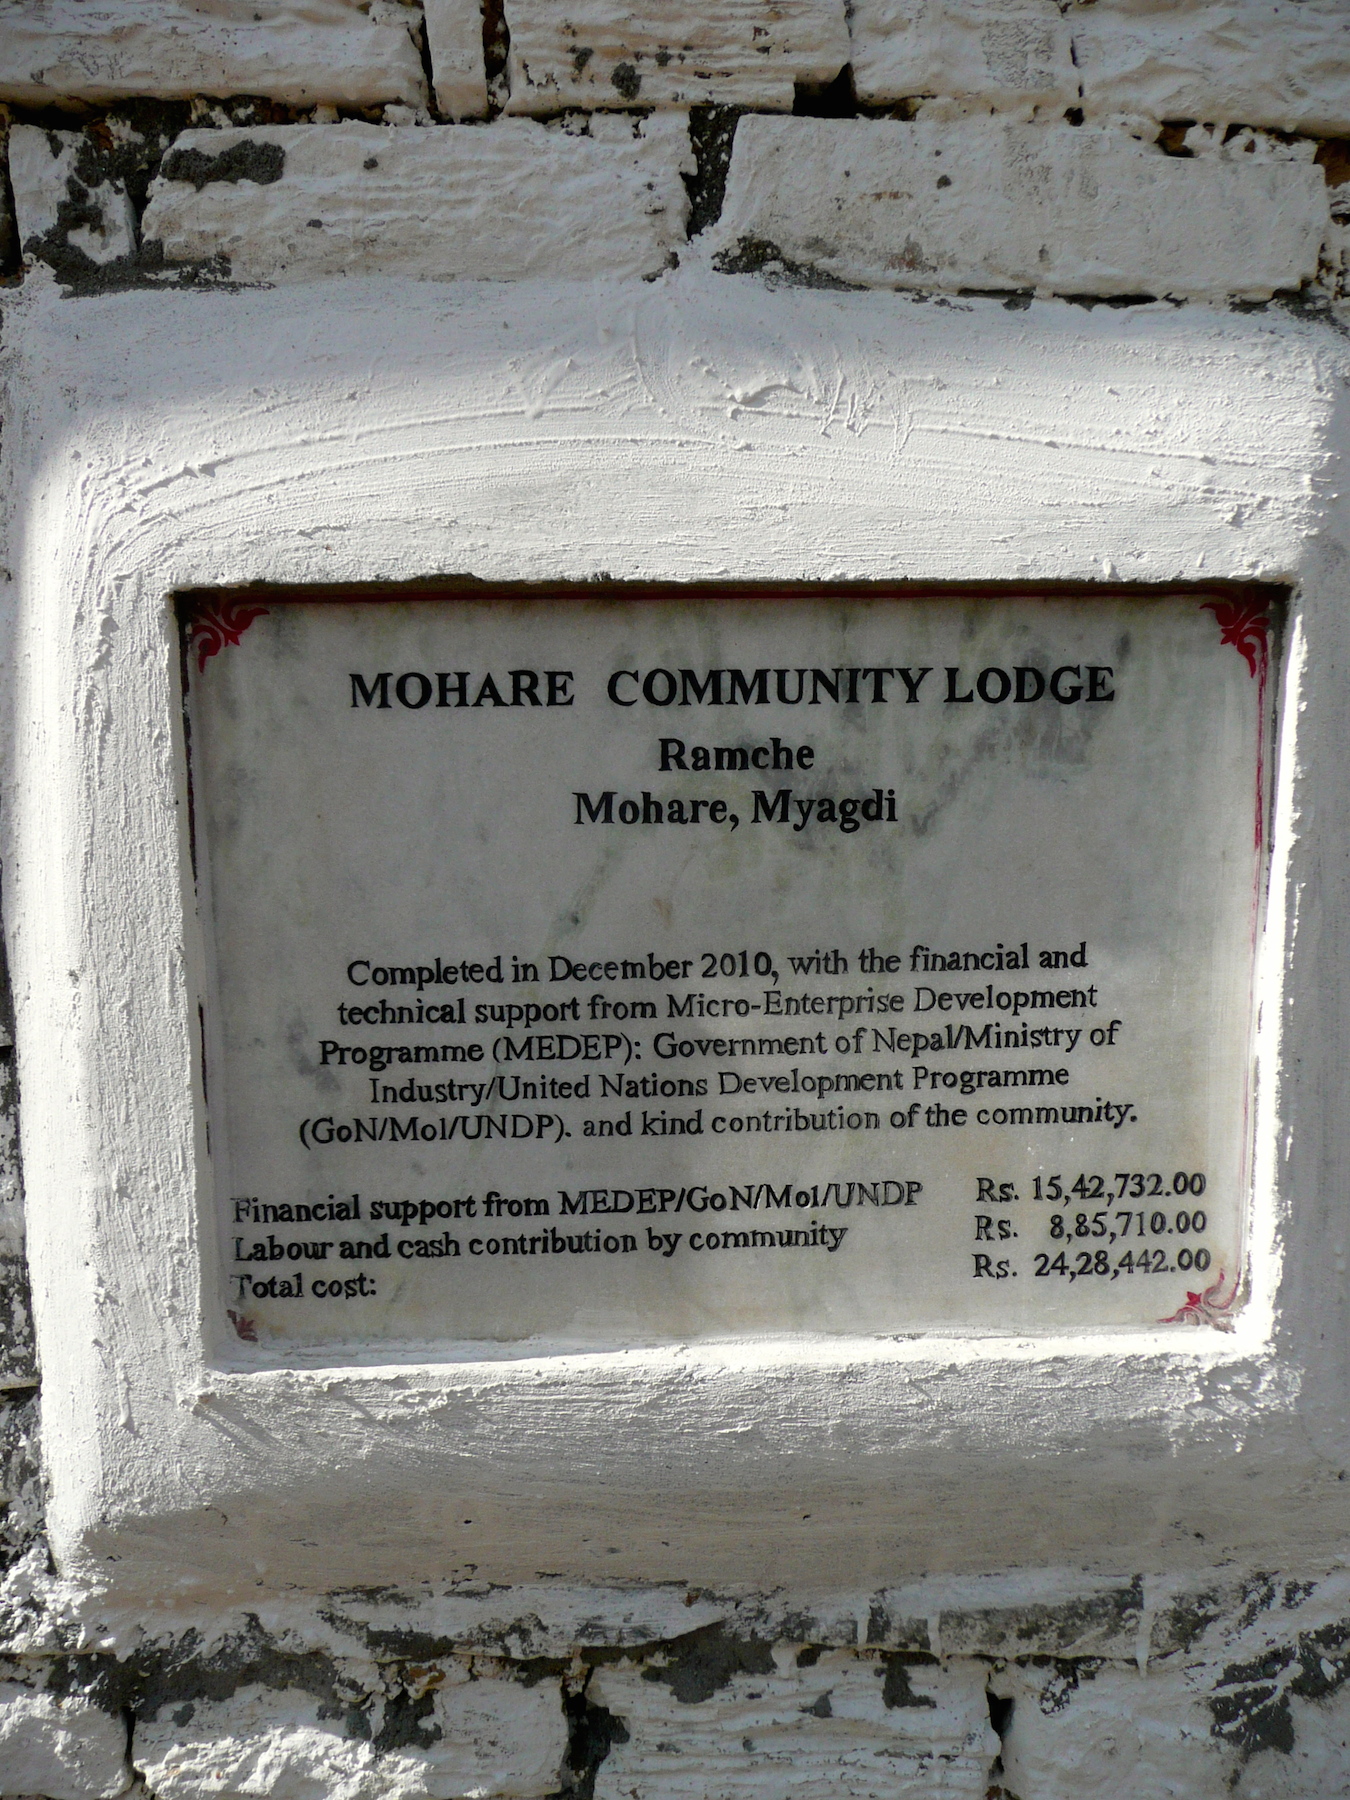 MOHARE COMMUNITY LODGE
Ramche
Mohare, Myagdi
Completed in December 2010, with the financial and
technical support from Micro-Enterprise Development
Programme (MEDEP): Government of Nepal/Ministry of
Industry/United Nations Development Programme
(GoN/MoI/UNDP). and kind contribution of the community.
Financial support from MEDEP/GoN/MoI/UNDP Rs. 15,42,732.00
Labour and cash contribution by community Rs. 8,85,710.00
Total cost: Rs. 24,28,442.00